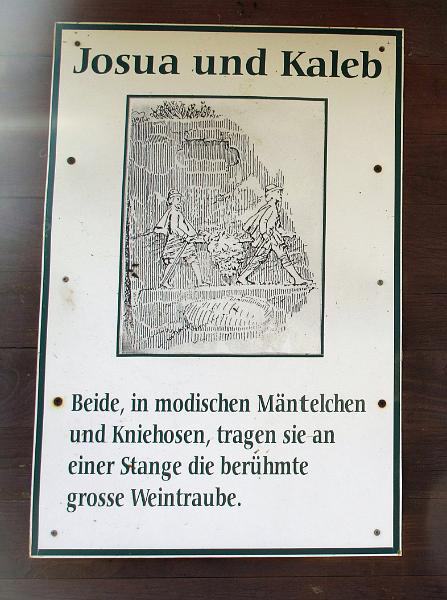 Josua und Kaleb
Beide, in modischen Mäntelchen
und Kniehosen, tragen sie an
einer Stange die berühmte
grosse Weintraube.